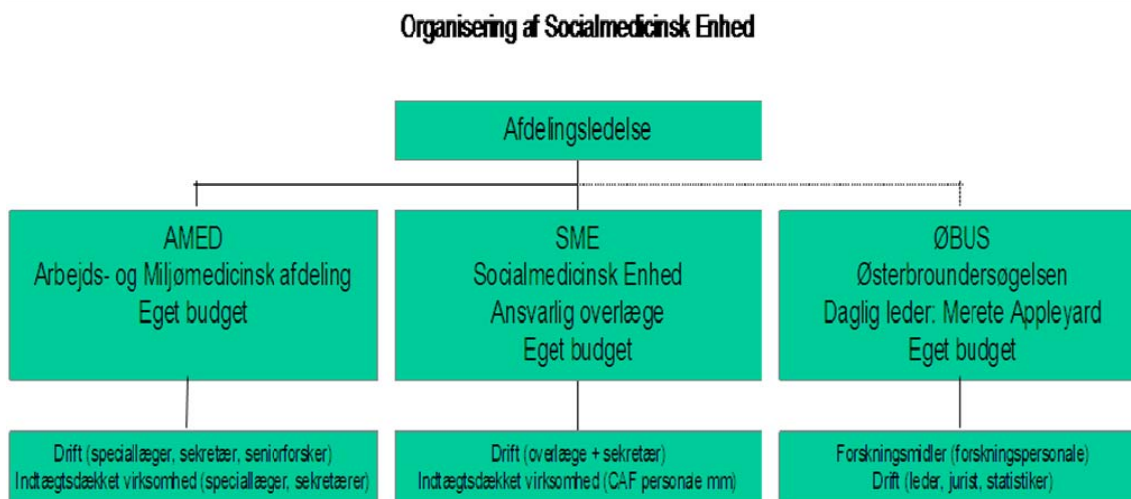 Organisering af Socialmedicinsk Enhed
Afdelingsledelse
AMED
Arbejds- og Miljømedicinsk afdeling
Eget budget
SME
Socialmedicinsk Enhed
Ansvarlig overlæge
Eget budget
ØBUS
Østerbroundersøgelsen
Daglig leder: Merete Appleyard
Eget budget
Drift (speciallæger, sekretær, seniorforsker)
Indtægtsdækket virksomhed (speciallæger, sekretærer)
Drift (overlæge + sekretær)
Indtægtsdækket virksomhed (CAF personale mm)
Forskningsmidler (forskningspersonale)
Drift (leder, jurist, statistiker)